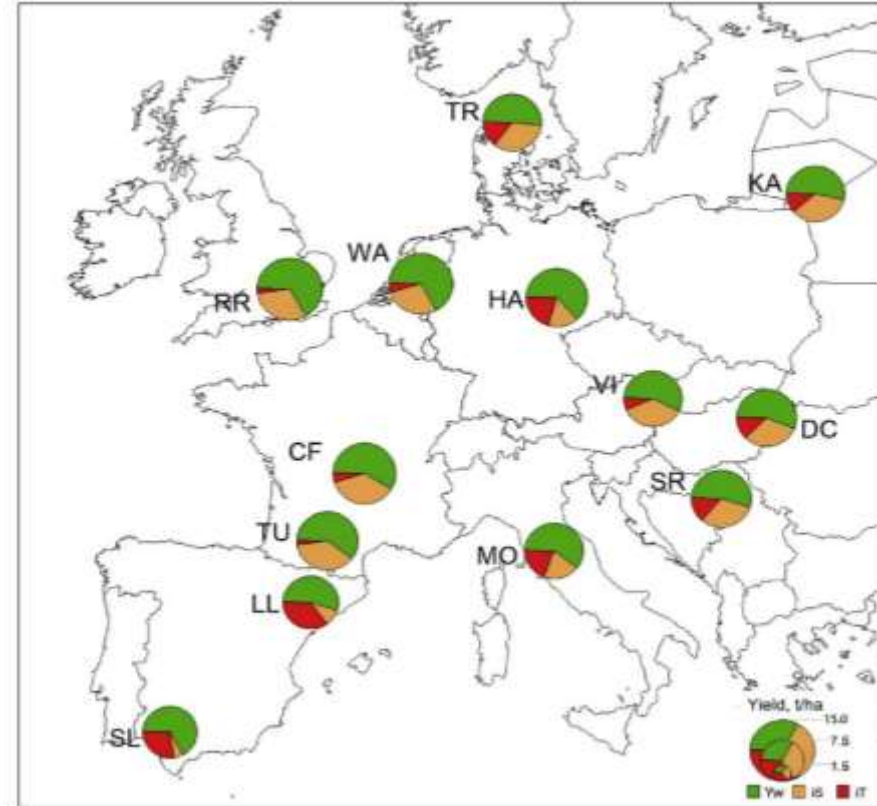 TR
KA
WA
RR
HA
VI
DC
CF
SR
TU
MO
LL
SL
Yield, t/ha
15.0
7.5
1.5
Yw iS iT